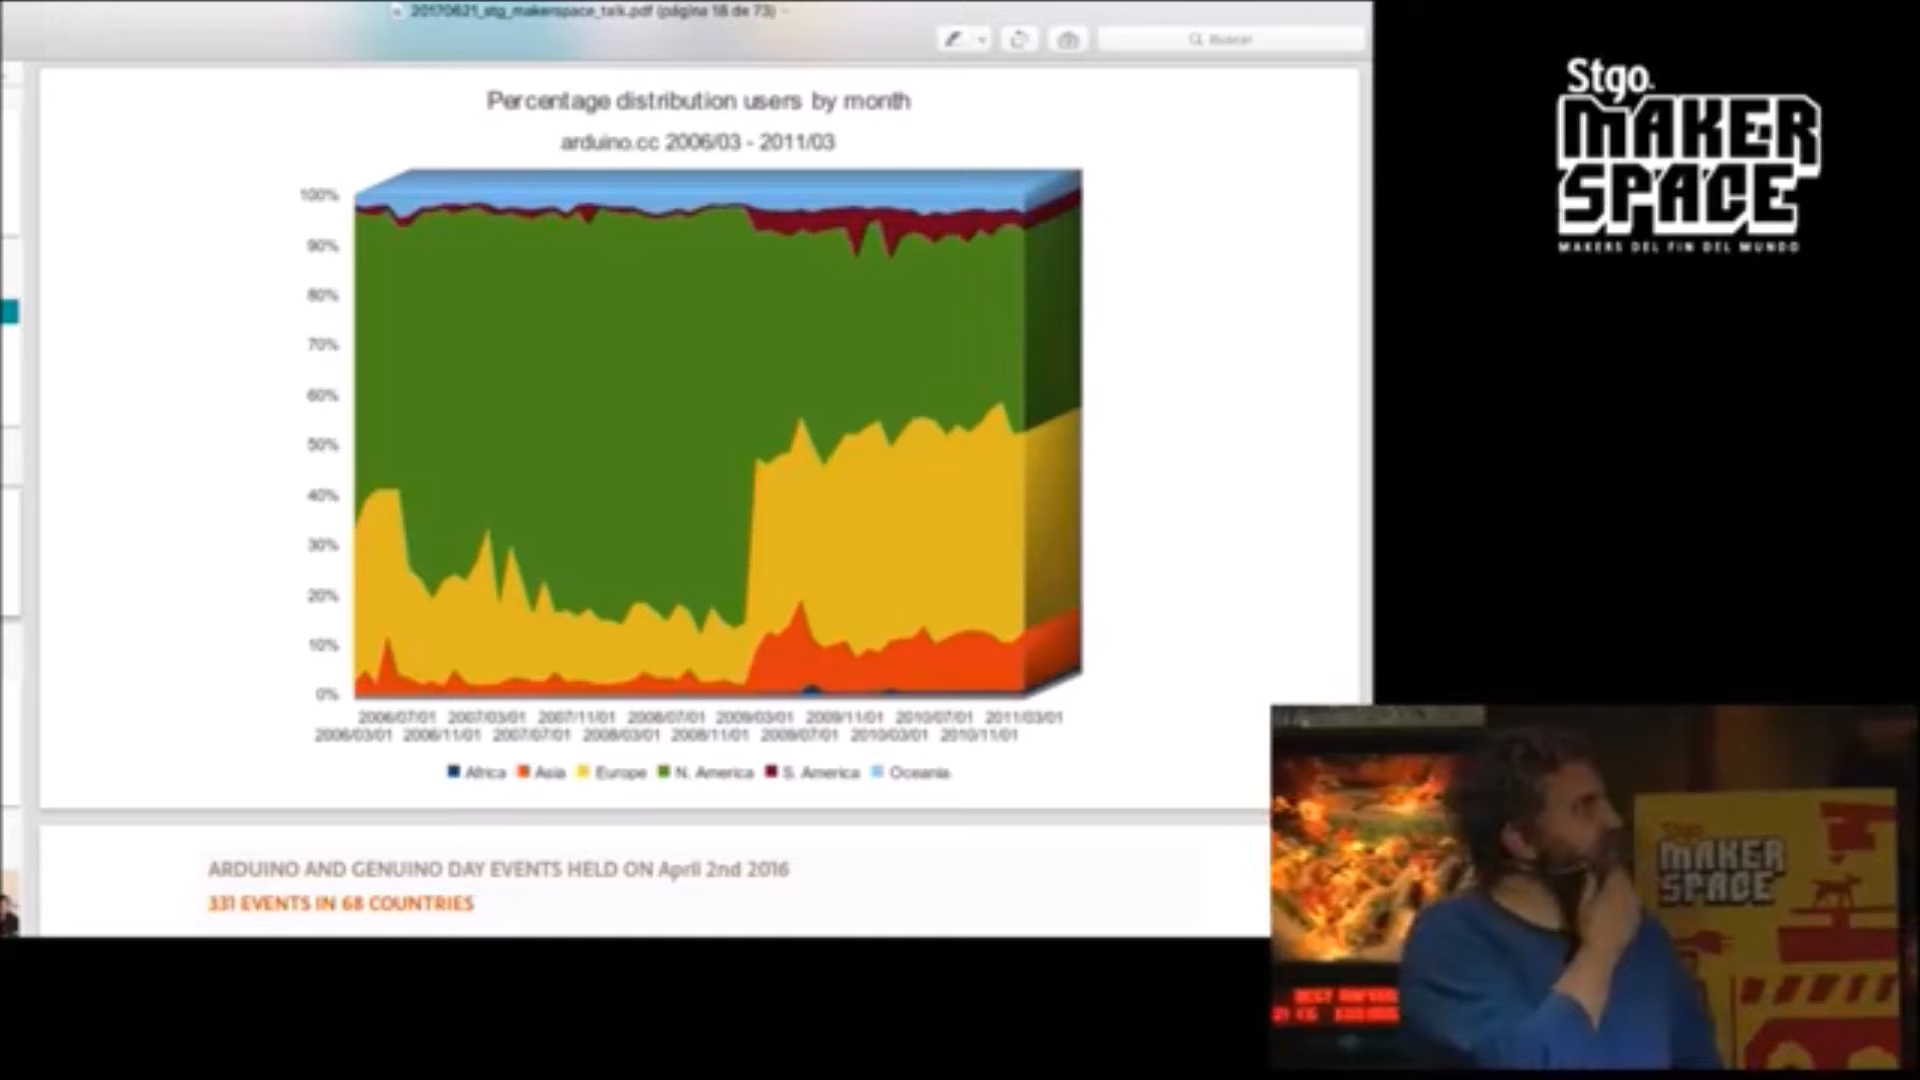 20170621_stg_makerspace_talk.pdf (página 18 de 73)
Buscar
Stgo.
MAKER
SPACE
MAKERS DEL FIN DEL MUNDO
Percentage distribution users by month
arduino.cc 2006/03 - 2011/03
100%
90%
80%
70%
60%
50%
40%
30%
20%
10%
0%
2006/07/01 2007/03/01 2007/11/01 2008/07/01 2009/03/01 2009/11/01 2010/07/01 2011/03/01
2006/03/01 2006/11/01 2007/07/01 2008/03/01 2008/11/01 2009/07/01 2010/03/01 2010/11/01
Africa Asia Europe N. America S. America Oceania
ARDUINO AND GENUINO DAY EVENTS HELD ON April 2nd 2016
331 EVENTS IN 68 COUNTRIES
Stgo
MAKER
SPACE